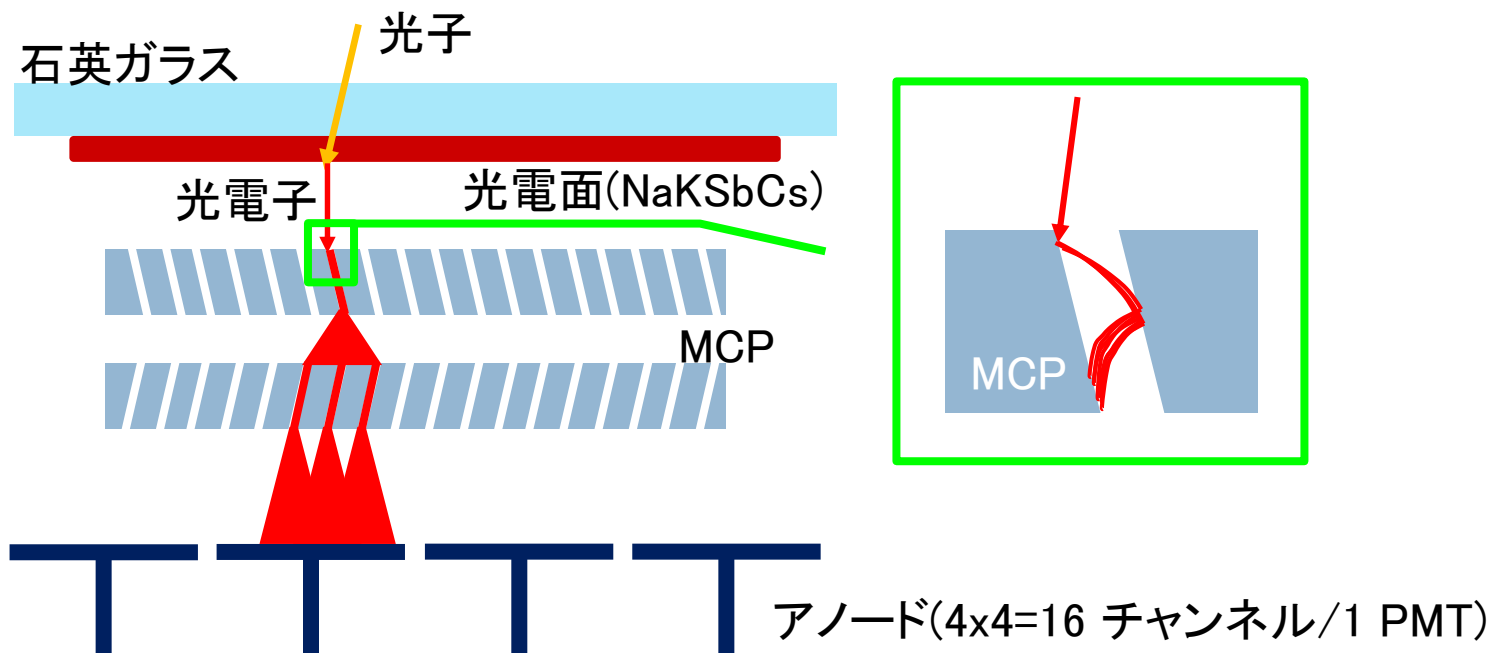 光子
石英ガラス
光電子
光電面(NaKSbCs)
MCP
MCP
アノード(4x4=16 チャンネル/1 PMT)